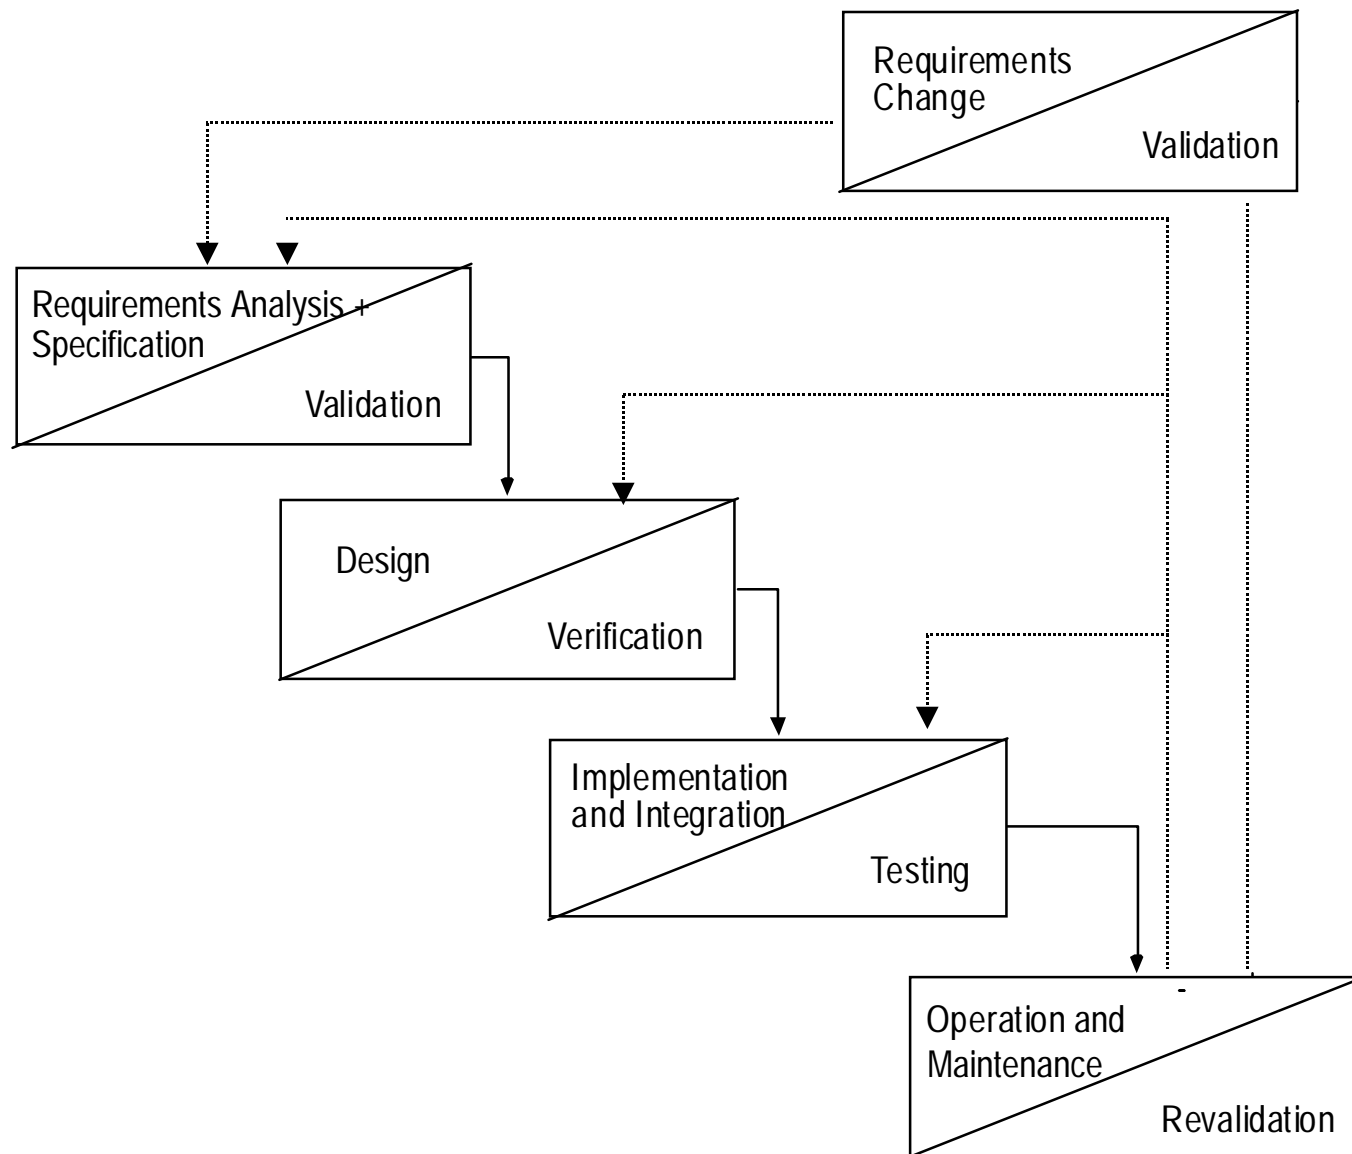 Requirements
Change
Validation
Requirements Analysis +
Specification
Validation
Design
Verification
Implementation
and Integration
Testing
Operation and
Maintenance
Revalidation